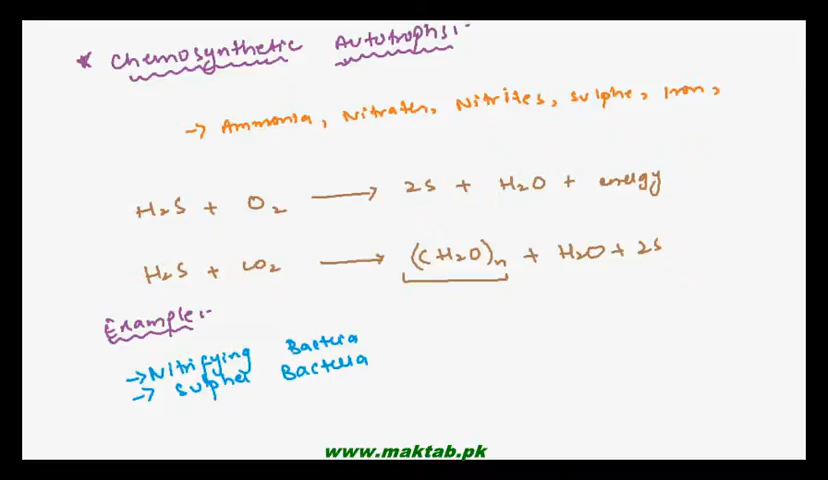 * Chemosynthetic Autotrophs:-
→ Ammonia, Nitrates, Nitrites, Sulphe, Iron,
H₂S + O₂ → 2S + H₂O + energy
H₂S + CO₂ → (CH₂O)n + H₂O + 2S
Example:-
→ Nitrifying Bacteria
→ Sulpher Bacteria
www.maktab.pk